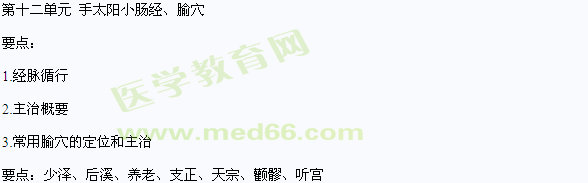 第十二单元 手太阳小肠经、腧穴
要点：
1.经脉循行
医学教育网
2.主治概要
www.med66.com
3.常用腧穴的定位和主治
要点：少泽、后溪、养老、支正、天宗、颧髎、听宫